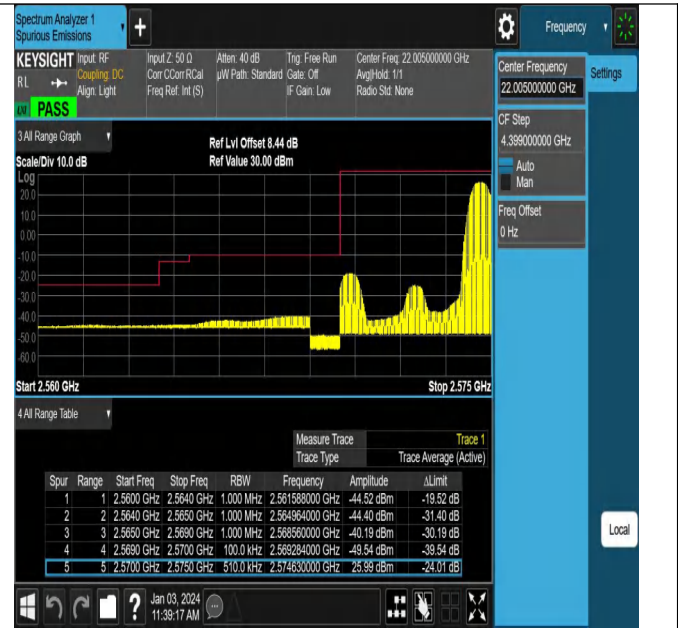 Spectrum Analyzer 1
Spurious Emissions
Frequency
KEYSIGHT Input: RF Input Z: 50 Ω Atten: 40 dB Trig: Free Run Center Freq: 22.005000000 GHz
RL Coupling: DC Corr CCorr RCal µW Path: Standard Gate: Off Avg|Hold: 1/1
Align: Light Freq Ref: Int (S) IF Gain: Low Radio Std: None
PASS
Center Frequency
22.005000000 GHz
Settings
CF Step
4.399000000 GHz
Auto
Man
Freq Offset
0 Hz
3 All Range Graph
Ref Lvl Offset 8.44 dB
Scale/Div 10.0 dB Ref Value 30.00 dBm
Log
20.0
10.0
0.00
-10.0
-20.0
-30.0
-40.0
-50.0
-60.0
Start 2.560 GHz Stop 2.575 GHz
4 All Range Table
Measure Trace Trace 1
Trace Type Trace Average (Active)
Spur Range Start Freq Stop Freq RBW Frequency Amplitude ΔLimit
1 1 2.5600 GHz 2.5640 GHz 1.000 MHz 2.561588000 GHz -44.52 dBm -19.52 dB
2 2 2.5640 GHz 2.5650 GHz 1.000 MHz 2.564964000 GHz -44.40 dBm -31.40 dB
3 3 2.5650 GHz 2.5690 GHz 1.000 MHz 2.568560000 GHz -40.19 dBm -30.19 dB
4 4 2.5690 GHz 2.5700 GHz 100.0 kHz 2.569284000 GHz -49.54 dBm -39.54 dB
5 5 2.5700 GHz 2.5750 GHz 510.0 kHz 2.574630000 GHz 25.99 dBm -24.01 dB
Local
Jan 03, 2024
11:39:17 AM